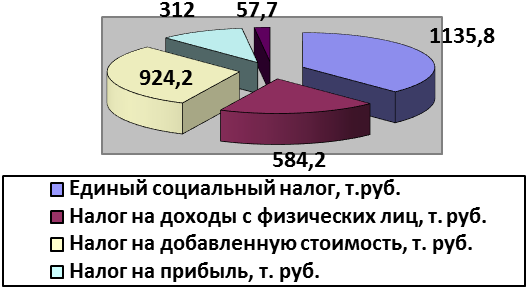 312
57,7
1135,8
924,2
584,2
Единый социальный налог, т.руб.
Налог на доходы с физических лиц, т. руб.
Налог на добавленную стоимость, т. руб.
Налог на прибыль, т. руб.